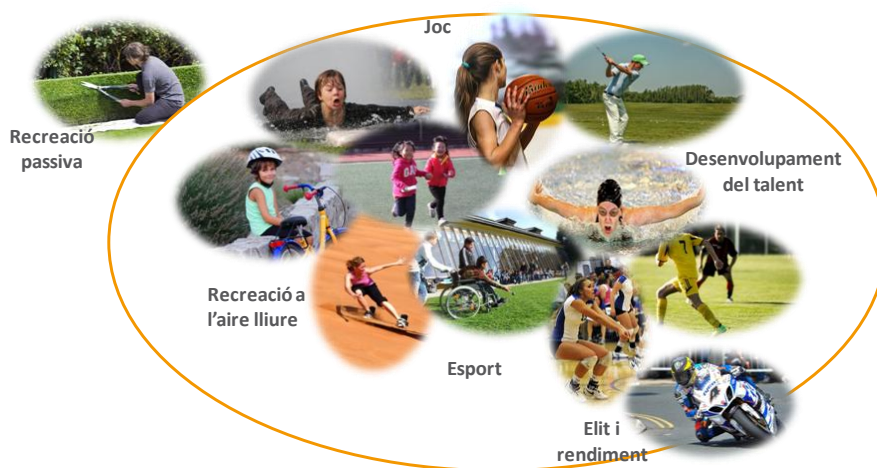 Joc
Recreació
passiva
Desenvolupament
del talent
Recreació a
l'aire lliure
Esport
Elit i
rendiment